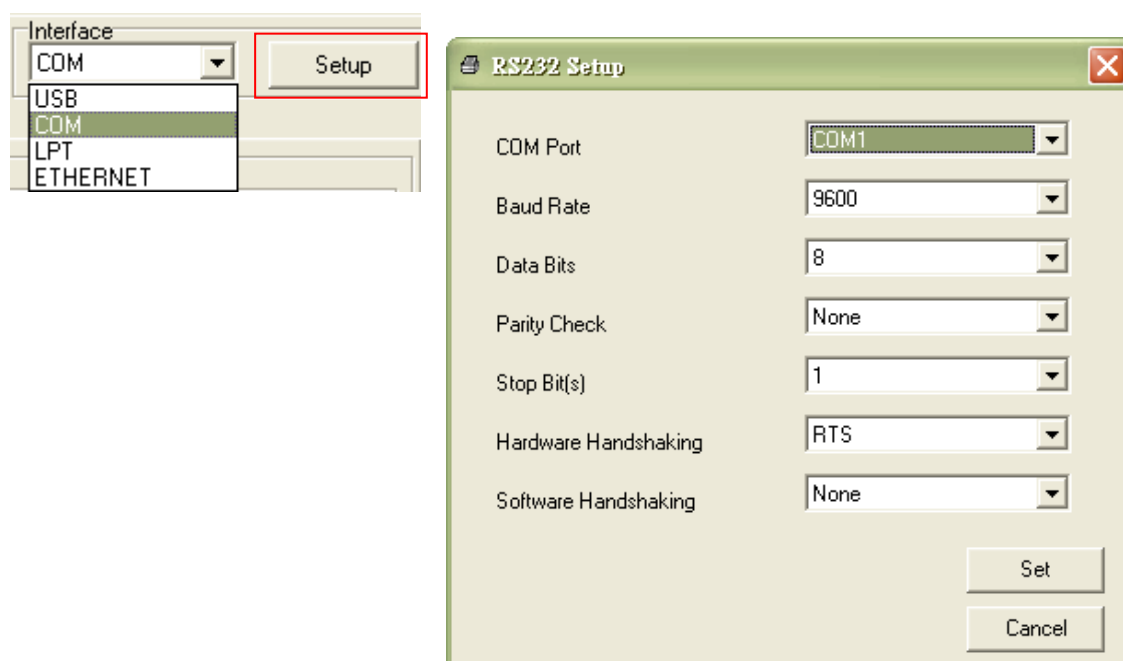 Interface
COM
Setup
USB
COM
LPT
ETHERNET
RS232 Setup
COM Port
COM1
Baud Rate
9600
Data Bits
8
Parity Check
None
Stop Bit(s)
1
Hardware Handshaking
RTS
Software Handshaking
None
Set
Cancel